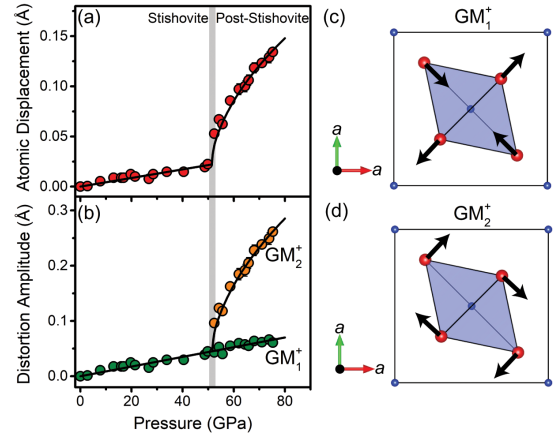 (a)
Stishovite
Post-Stishovite
Atomic Displacement (Å)
0.15
0.10
0.05
0.00
(b)
Distortion Amplitude (Å)
0.3
0.2
0.1
0.0
GM₂⁺
GM₁⁺
0 20 40 60 80
Pressure (GPa)
(c)
GM₁⁺
a
a
(d)
GM₂⁺
a
a